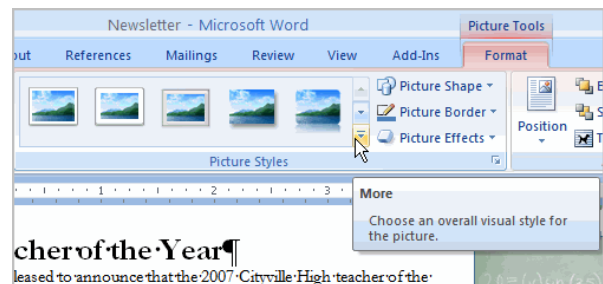 Newsletter - Microsoft Word
Picture Tools
out References Mailings Review View Add-Ins Format
Picture Shape
Picture Border
Picture Effects
Position
Picture Styles
1 2 3
More
Choose an overall visual style for
the picture.
cher·of·the·Year¶
leased·to·announce·that·the·2007·Cityville·High·teacher·of·the·